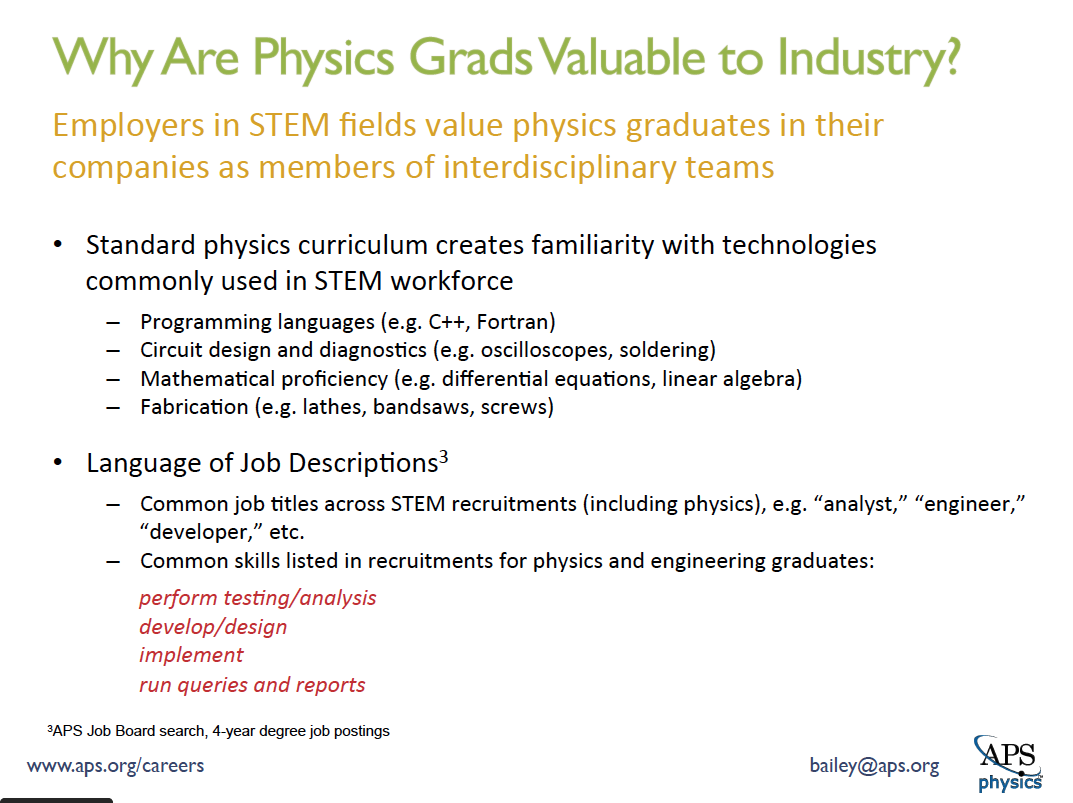 Why Are Physics Grads Valuable to Industry?
Employers in STEM fields value physics graduates in their
companies as members of interdisciplinary teams
• Standard physics curriculum creates familiarity with technologies
commonly used in STEM workforce
– Programming languages (e.g. C++, Fortran)
– Circuit design and diagnostics (e.g. oscilloscopes, soldering)
– Mathematical proficiency (e.g. differential equations, linear algebra)
– Fabrication (e.g. lathes, bandsaws, screws)
• Language of Job Descriptions³
– Common job titles across STEM recruitments (including physics), e.g. “analyst,” “engineer,”
“developer,” etc.
– Common skills listed in recruitments for physics and engineering graduates:
perform testing/analysis
develop/design
implement
run queries and reports
³APS Job Board search, 4-year degree job postings
www.aps.org/careers
bailey@aps.org
APS
physics™